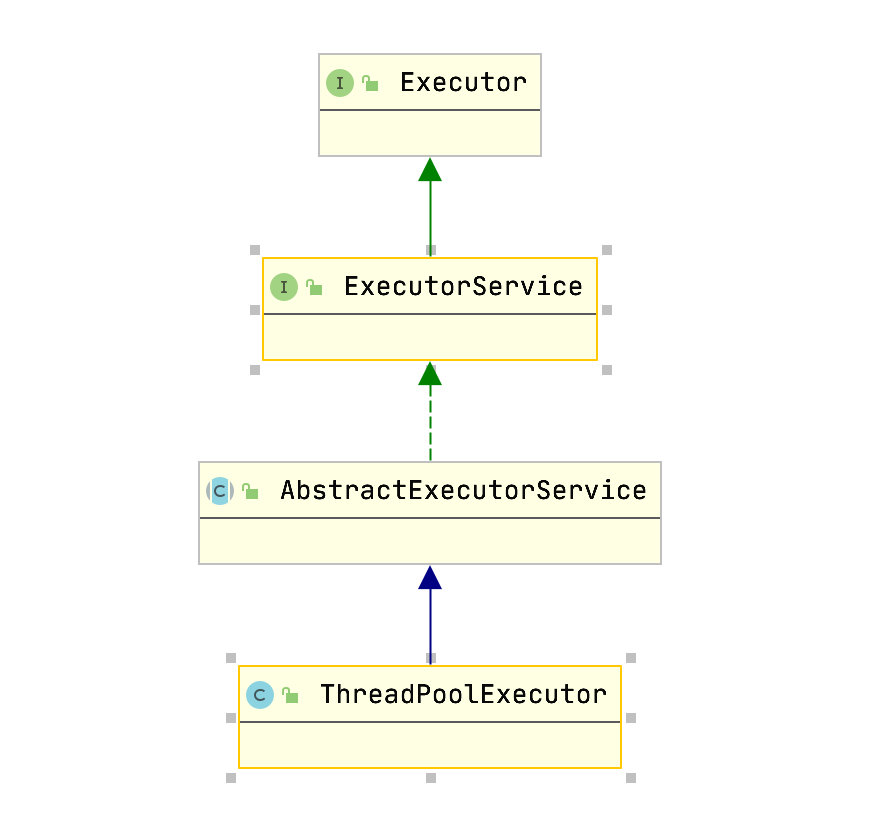 I Executor
I ExecutorService
C AbstractExecutorService
C ThreadPoolExecutor